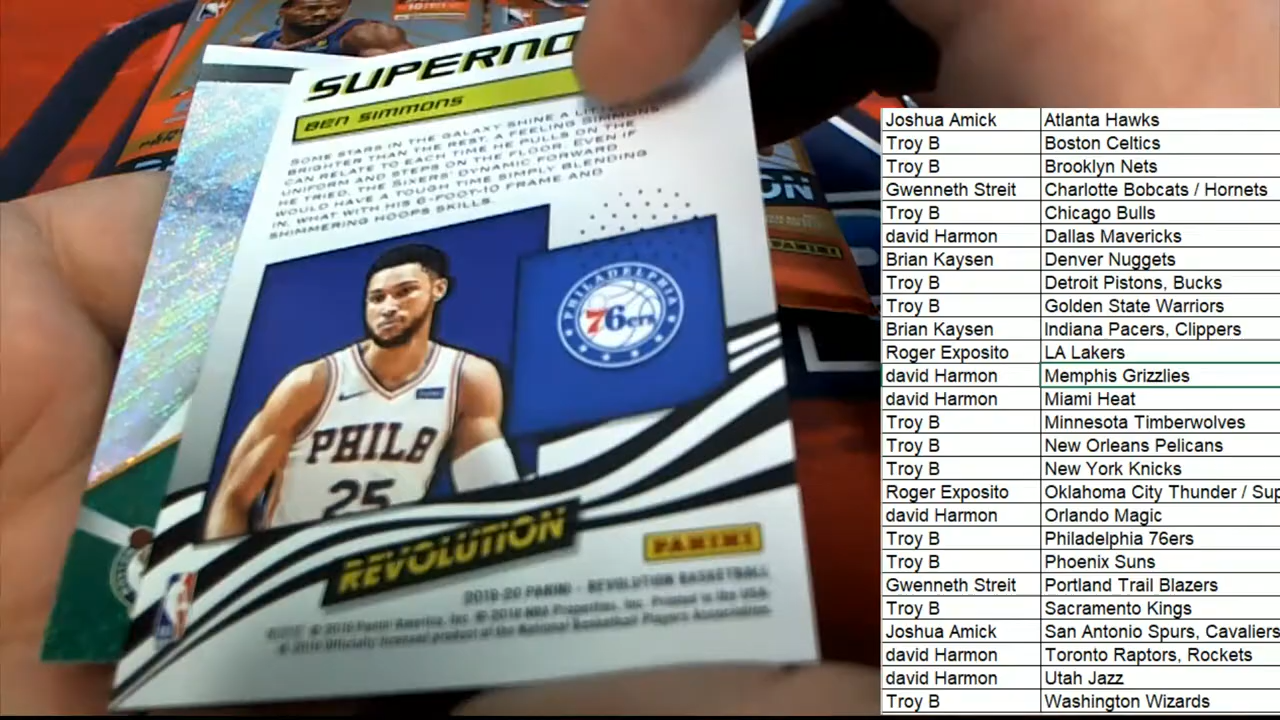 SUPERNO
BEN SIMMONS
SOME STARS IN THE GALAXY SHINE A
BRIGHTER THAN THE REST, A FEELING SIMMONS
CAN RELATE TO EACH TIME HE PULLS ON THE
UNIFORM AND STEPS ON THE FLOOR. EVEN IF
HE TRIED, THE SIXERS' DYNAMIC FORWARD
WOULD HAVE A TOUGH TIME SIMPLY BLENDING
IN, WHAT WITH HIS 6-FOOT-10 FRAME AND
SHIMMERING HOOPS SKILLS.
PHILADELPHIA
76ers
PHILA
25
REVOLUTION
PANINI
2019-20 PANINI - REVOLUTION BASKETBALL
© 2019 Panini America, Inc. © 2019 NBA Properties, Inc. Printed in the USA.
Officially licensed product of the National Basketball Players Association.
ON
PANINI
Joshua Amick Atlanta Hawks
Troy B Boston Celtics
Troy B Brooklyn Nets
Gwenneth Streit Charlotte Bobcats / Hornets
Troy B Chicago Bulls
david Harmon Dallas Mavericks
Brian Kaysen Denver Nuggets
Troy B Detroit Pistons, Bucks
Troy B Golden State Warriors
Brian Kaysen Indiana Pacers, Clippers
Roger Exposito LA Lakers
david Harmon Memphis Grizzlies
david Harmon Miami Heat
Troy B Minnesota Timberwolves
Troy B New Orleans Pelicans
Troy B New York Knicks
Roger Exposito Oklahoma City Thunder / Sup
david Harmon Orlando Magic
Troy B Philadelphia 76ers
Troy B Phoenix Suns
Gwenneth Streit Portland Trail Blazers
Troy B Sacramento Kings
Joshua Amick San Antonio Spurs, Cavaliers
david Harmon Toronto Raptors, Rockets
david Harmon Utah Jazz
Troy B Washington Wizards